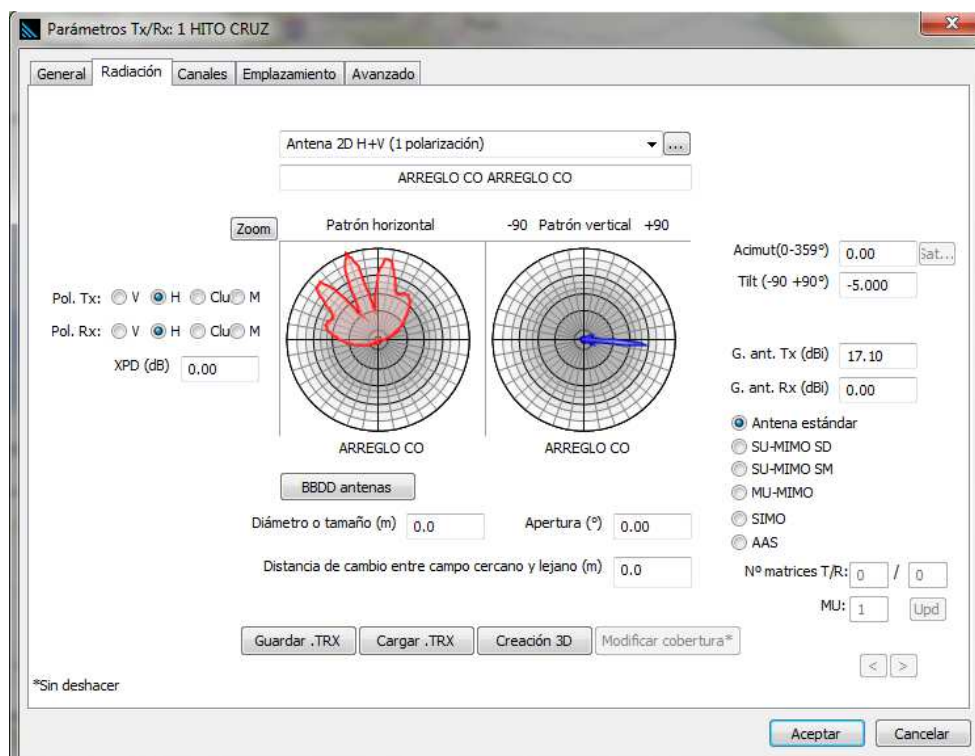 Parámetros Tx/Rx: 1 HITO CRUZ
General Radiación Canales Emplazamiento Avanzado
Antena 2D H+V (1 polarización) ...
ARREGLO CO ARREGLO CO
Zoom Patrón horizontal -90 Patrón vertical +90
Acimut(0-359º) 0.00 Sat...
Tilt (-90 +90º) -5.000
Pol. Tx: V H Clu M
Pol. Rx: V H Clu M
XPD (dB) 0.00
G. ant. Tx (dBi) 17.10
G. ant. Rx (dBi) 0.00
ARREGLO CO ARREGLO CO
Antena estándar
SU-MIMO SD
SU-MIMO SM
MU-MIMO
SIMO
AAS
BBDD antenas
Diámetro o tamaño (m) 0.0 Apertura (º) 0.00
Distancia de cambio entre campo cercano y lejano (m) 0.0
Nº matrices T/R: 0 / 0
MU: 1 Upd
Guardar .TRX Cargar .TRX Creación 3D Modificar cobertura*
< >
*Sin deshacer
Aceptar Cancelar